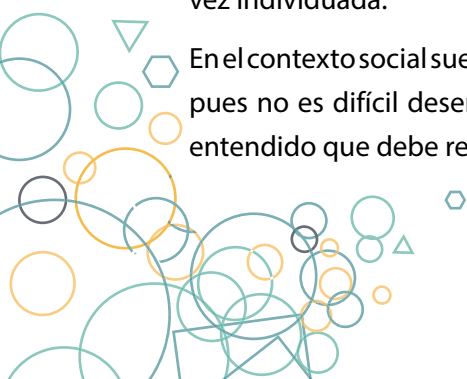 vez individuada.
En el contexto social sue
pues no es difícil deser
entendido que debe re